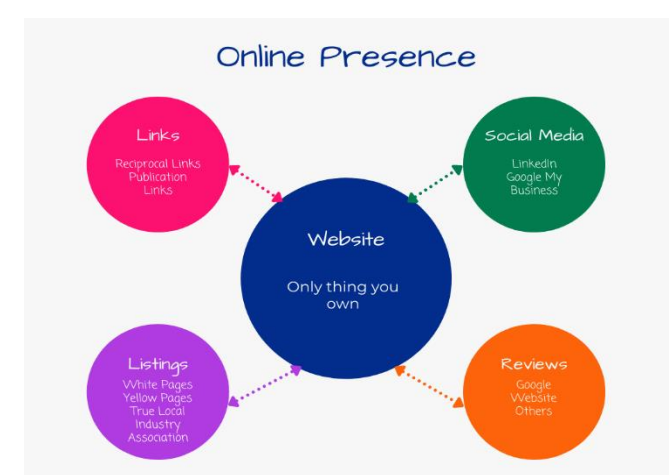 Online Presence
Links
Reciprocal Links
Publication
Links
Social Media
LinkedIn
Google My
Business
Website
Only thing you
own
Listings
White Pages
Yellow Pages
True Local
Industry
Association
Reviews
Google
Website
Others